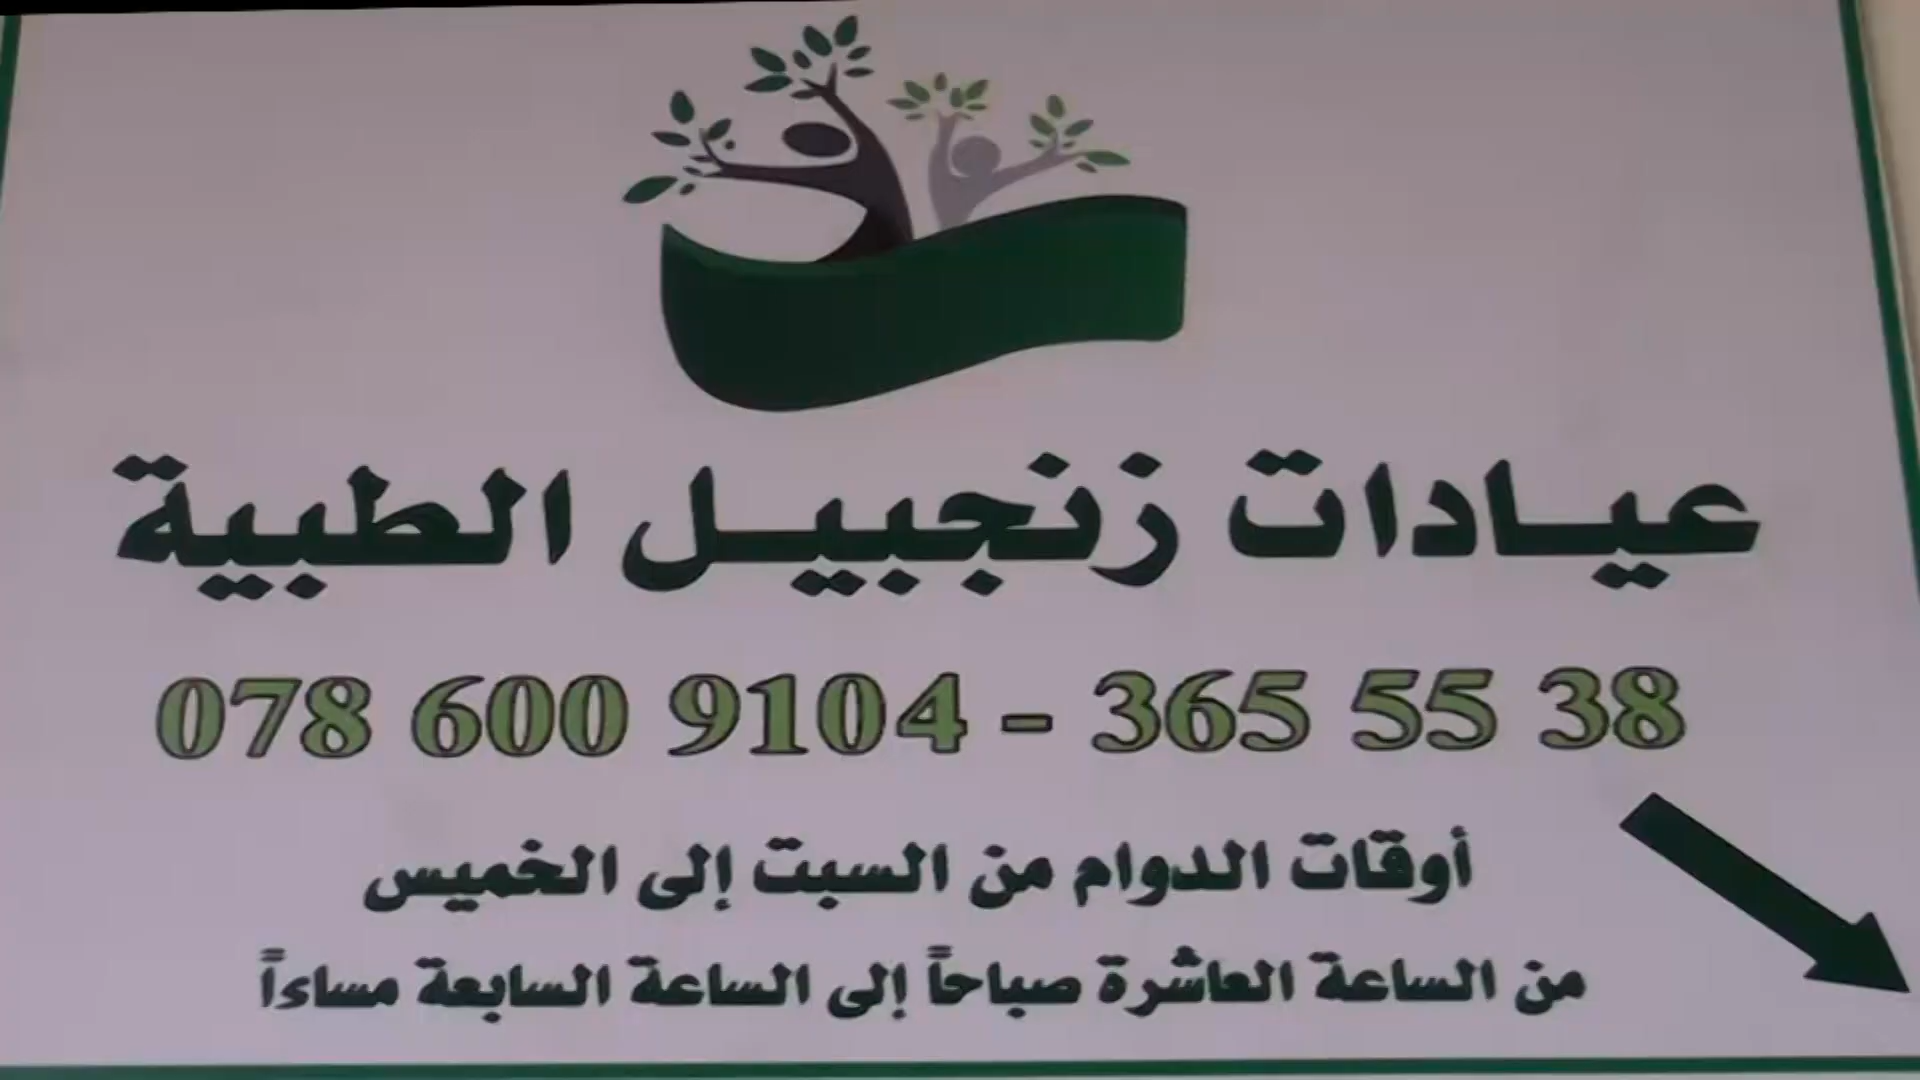 عيادات زنجبيل الطبية
078 600 9104 - 365 55 38
أوقات الدوام من السبت إلى الخميس
من الساعة العاشرة صباحاً إلى الساعة السابعة مساءاً